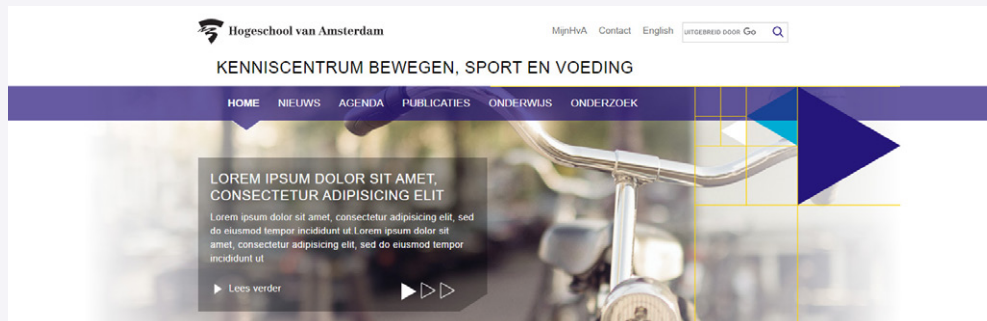 Hogeschool van Amsterdam
MijnHvA Contact English UITGEBREID DOOR Go
KENNISCENTRUM BEWEGEN, SPORT EN VOEDING
HOME NIEUWS AGENDA PUBLICATIES ONDERWIJS ONDERZOEK
LOREM IPSUM DOLOR SIT AMET,
CONSECTETUR ADIPISICING ELIT
Lorem ipsum dolor sit amet, consectetur adipisicing elit, sed
do eiusmod tempor incididunt ut.Lorem ipsum dolor sit
amet, consectetur adipisicing elit, sed do eiusmod tempor
incididunt ut
Lees verder